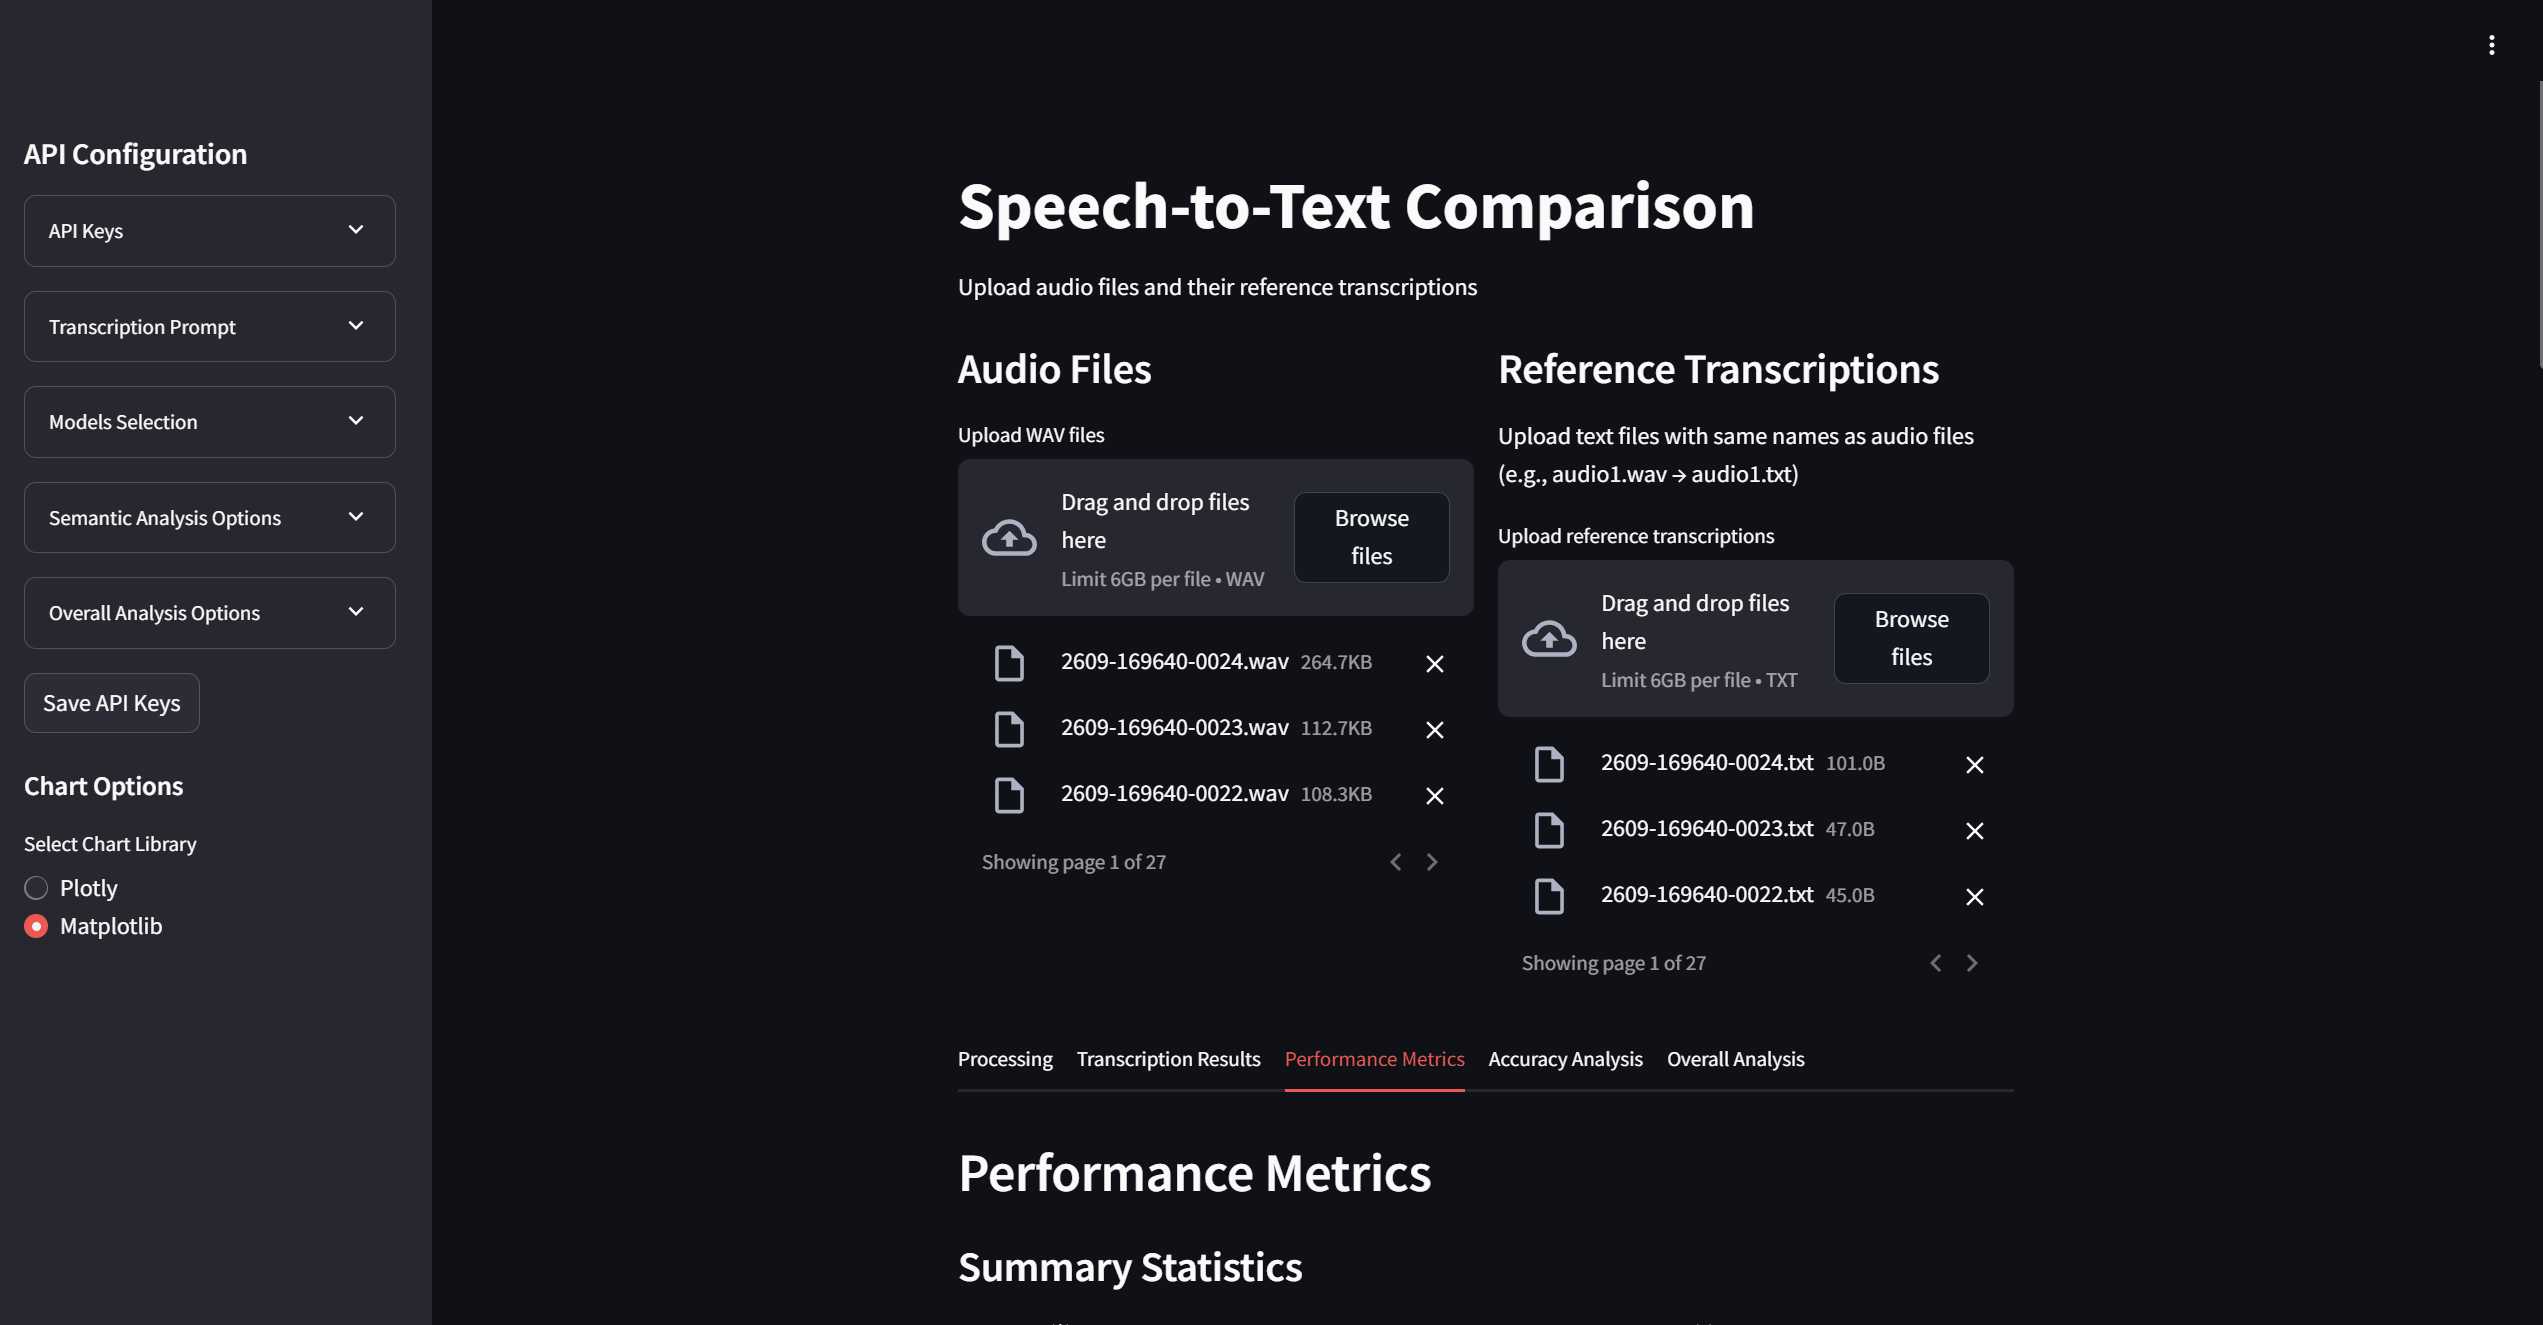 API Configuration
API Keys
Transcription Prompt
Models Selection
Semantic Analysis Options
Overall Analysis Options
Save API Keys
Chart Options
Select Chart Library
Plotly
Matplotlib
Speech-to-Text Comparison
Upload audio files and their reference transcriptions
Audio Files
Upload WAV files
Drag and drop files
here
Limit 6GB per file • WAV
Browse
files
2609-169640-0024.wav 264.7KB
2609-169640-0023.wav 112.7KB
2609-169640-0022.wav 108.3KB
Showing page 1 of 27
Reference Transcriptions
Upload text files with same names as audio files
(e.g., audio1.wav → audio1.txt)
Upload reference transcriptions
Drag and drop files
here
Limit 6GB per file • TXT
Browse
files
2609-169640-0024.txt 101.0B
2609-169640-0023.txt 47.0B
2609-169640-0022.txt 45.0B
Showing page 1 of 27
Processing Transcription Results Performance Metrics Accuracy Analysis Overall Analysis
Performance Metrics
Summary Statistics